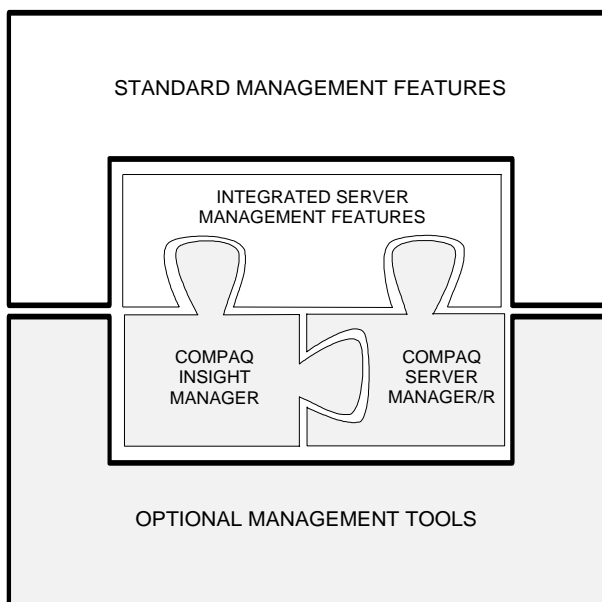 STANDARD MANAGEMENT FEATURES
INTEGRATED SERVER
MANAGEMENT FEATURES
COMPAQ
INSIGHT
MANAGER
COMPAQ
SERVER
MANAGER/R
OPTIONAL MANAGEMENT TOOLS